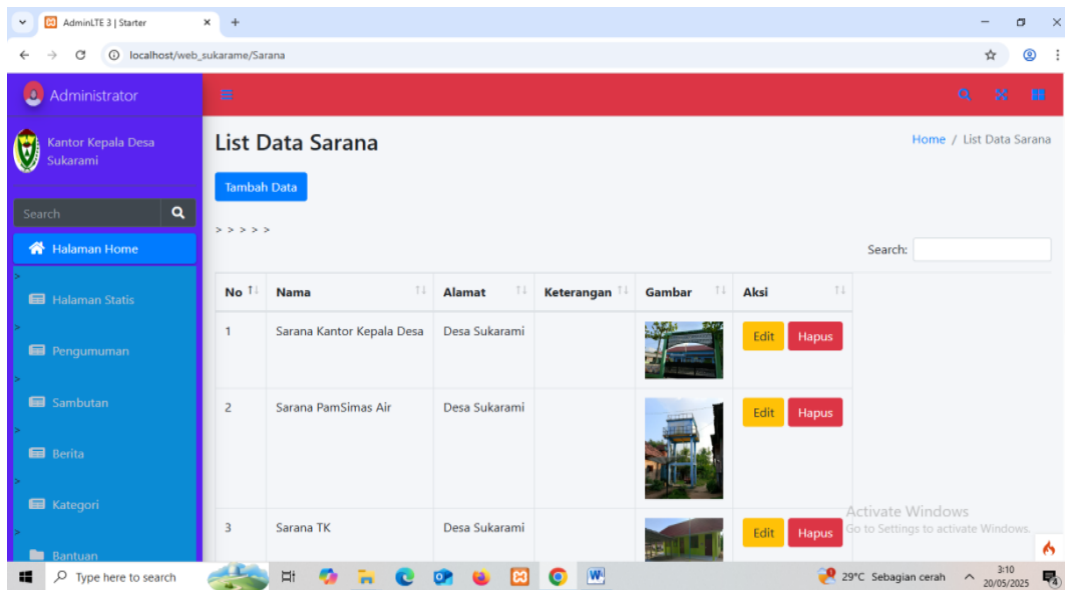 AdminLTE 3 | Starter
localhost/web_sukarame/Sarana
Administrator
Kantor Kepala Desa
Sukarami
Search
Halaman Home
>
Halaman Statis
>
Pengumuman
>
Sambutan
>
Berita
>
Kategori
>
Bantuan
List Data Sarana
Home / List Data Sarana
Tambah Data
> > > > >
Search:
No Nama Alamat Keterangan Gambar Aksi
1 Sarana Kantor Kepala Desa Desa Sukarami Edit Hapus
2 Sarana PamSimas Air Desa Sukarami Edit Hapus
3 Sarana TK Desa Sukarami Edit Hapus
Activate Windows
Go to Settings to activate Windows.
Type here to search
29°C Sebagian cerah
3:10
20/05/2025
4